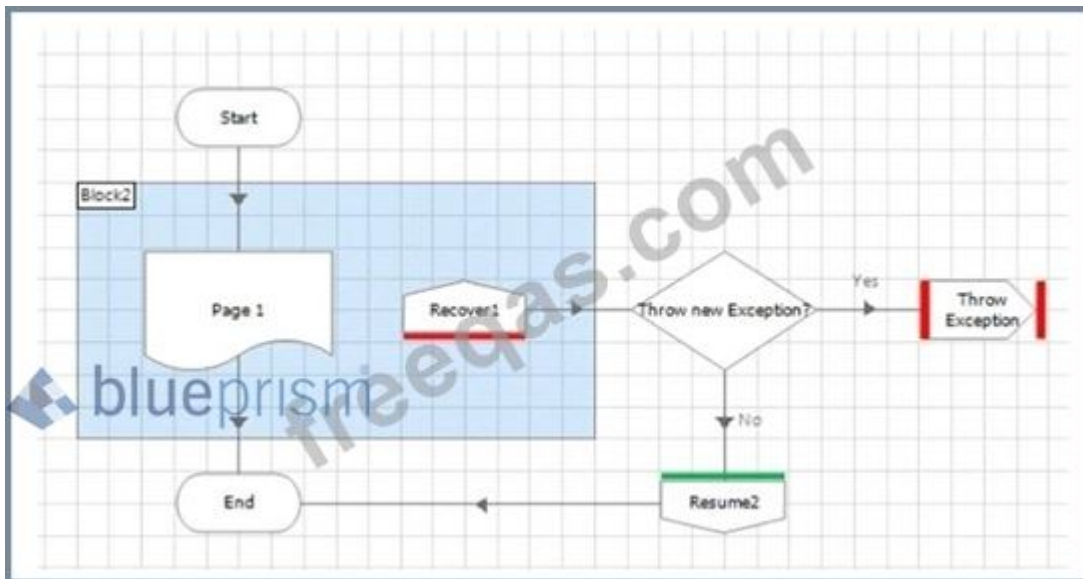 Start
Block2
Page 1
Recover1
Throw new Exception?
Yes
Throw
Exception
No
blueprism
freeqas.com
End
Resume2